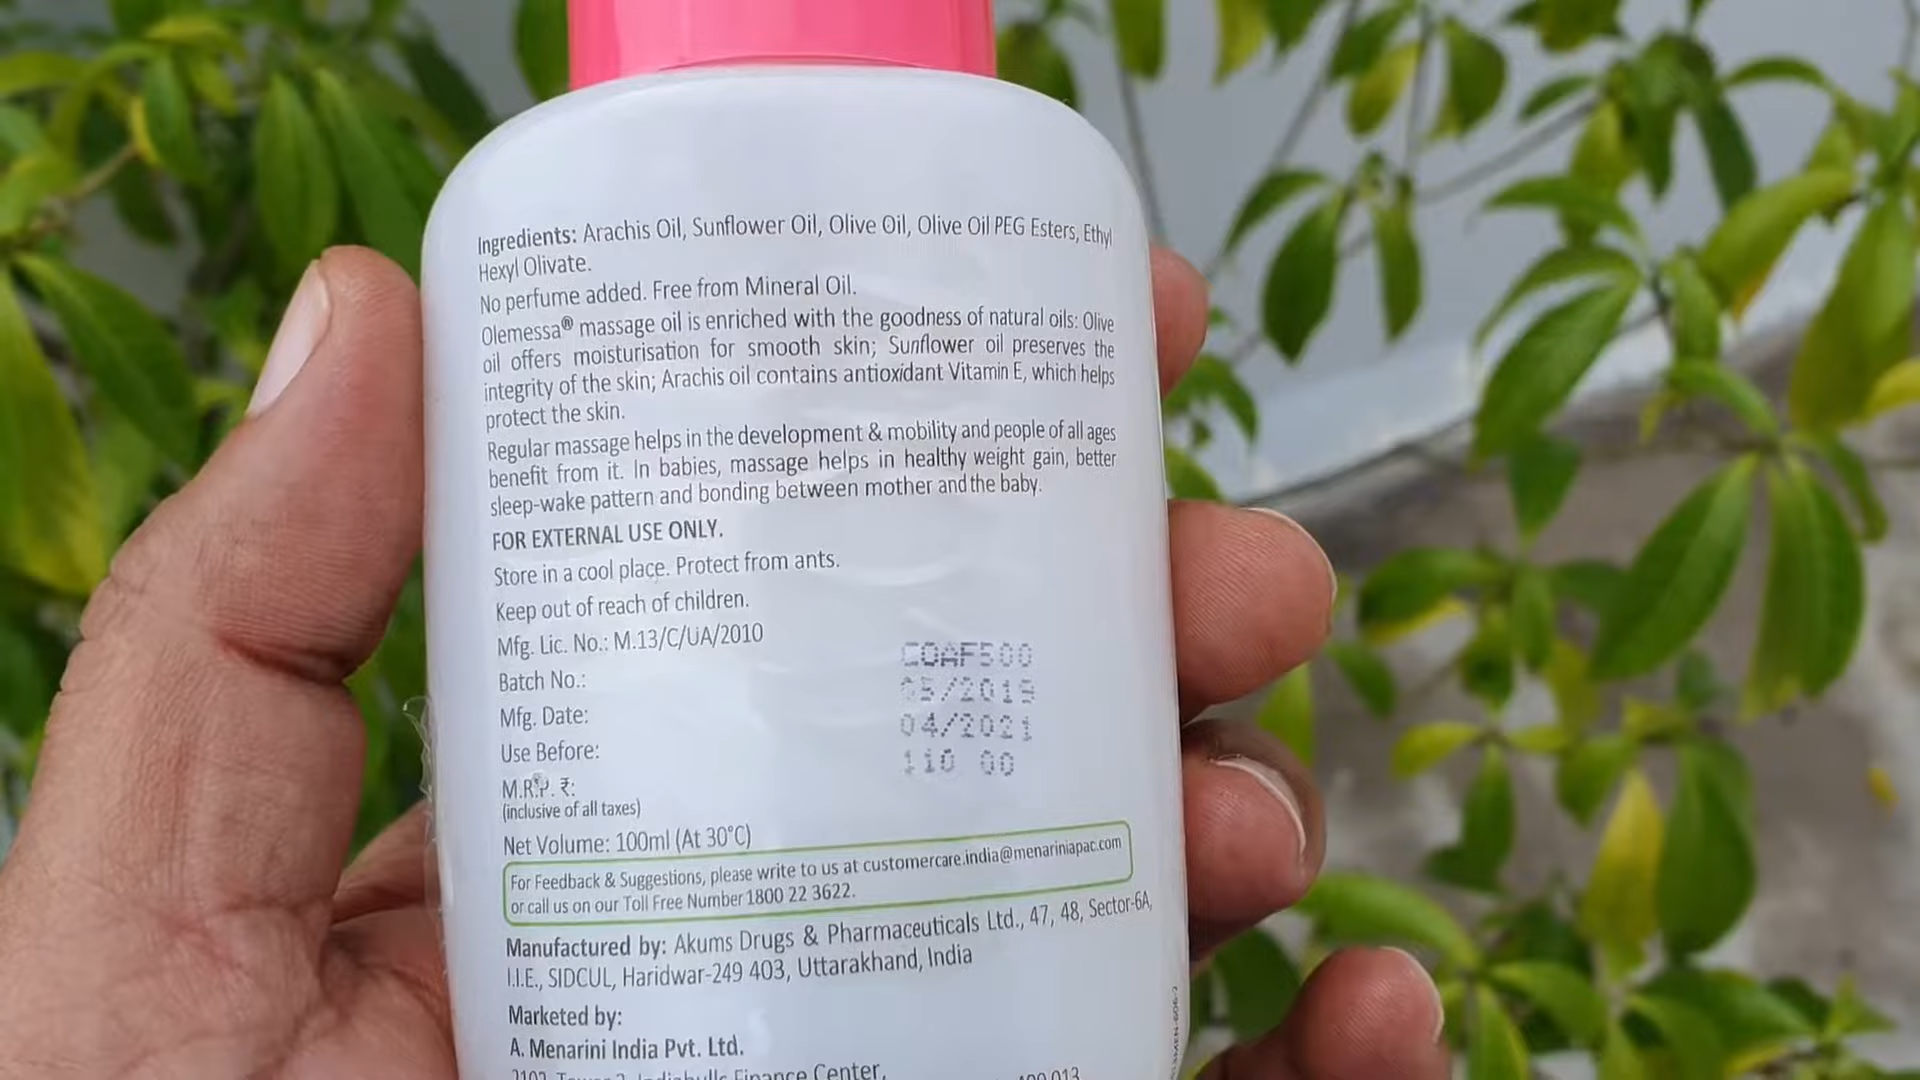 Ingredients: Arachis Oil, Sunflower Oil, Olive Oil, Olive Oil PEG Esters, Ethyl
Hexyl Olivate.
No perfume added. Free from Mineral Oil.
Olemessa® massage oil is enriched with the goodness of natural oils: Olive
oil offers moisturisation for smooth skin; Sunflower oil preserves the
integrity of the skin; Arachis oil contains antioxidant Vitamin E, which helps
protect the skin.
Regular massage helps in the development & mobility and people of all ages
benefit from it. In babies, massage helps in healthy weight gain, better
sleep-wake pattern and bonding between mother and the baby.
FOR EXTERNAL USE ONLY.
Store in a cool place. Protect from ants.
Keep out of reach of children.
Mfg. Lic. No.: M.13/C/UA/2010
Batch No.: COAF500
Mfg. Date: 05/2019
Use Before: 04/2021
M.R.P. ₹: 110 00
(inclusive of all taxes)
Net Volume: 100ml (At 30°C)
For Feedback & Suggestions, please write to us at customercare.india@menariniapac.com
or call us on our Toll Free Number 1800 22 3622.
Manufactured by: Akums Drugs & Pharmaceuticals Ltd., 47, 48, Sector-6A,
I.I.E., SIDCUL, Haridwar-249 403, Uttarakhand, India
Marketed by:
A. Menarini India Pvt. Ltd.
Indiabulls Finance Center,